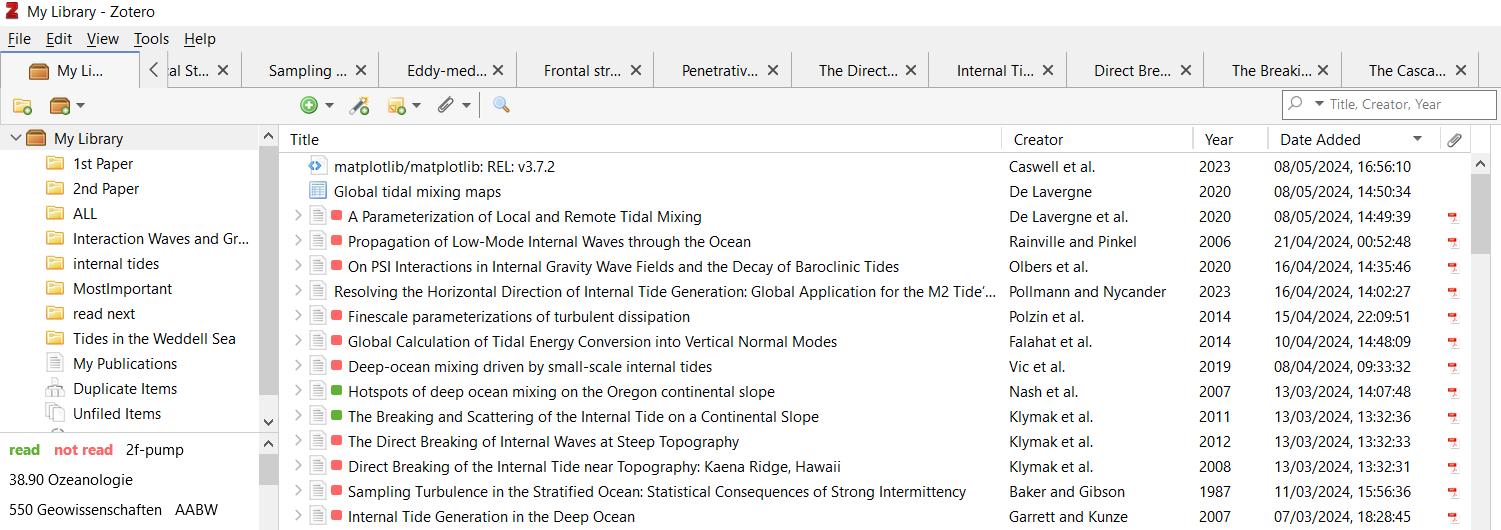 My Library - Zotero
File Edit View Tools Help
My Li... al St... Sampling ... Eddy-med... Frontal str... Penetrativ... The Direct... Internal Ti... Direct Bre... The Breaki... The Casca...
Title, Creator, Year
My Library
1st Paper
2nd Paper
ALL
Interaction Waves and Gr...
internal tides
MostImportant
read next
Tides in the Weddell Sea
My Publications
Duplicate Items
Unfiled Items
read not read 2f-pump
38.90 Ozeanologie
550 Geowissenschaften AABW
Title Creator Year Date Added
matplotlib/matplotlib: REL: v3.7.2 Caswell et al. 2023 08/05/2024, 16:56:10
Global tidal mixing maps De Lavergne 2020 08/05/2024, 14:50:34
A Parameterization of Local and Remote Tidal Mixing De Lavergne et al. 2020 08/05/2024, 14:49:39
Propagation of Low-Mode Internal Waves through the Ocean Rainville and Pinkel 2006 21/04/2024, 00:52:48
On PSI Interactions in Internal Gravity Wave Fields and the Decay of Baroclinic Tides Olbers et al. 2020 16/04/2024, 14:35:46
Resolving the Horizontal Direction of Internal Tide Generation: Global Application for the M2 Tide'... Pollmann and Nycander 2023 16/04/2024, 14:02:27
Finescale parameterizations of turbulent dissipation Polzin et al. 2014 15/04/2024, 22:09:51
Global Calculation of Tidal Energy Conversion into Vertical Normal Modes Falahat et al. 2014 10/04/2024, 14:48:09
Deep-ocean mixing driven by small-scale internal tides Vic et al. 2019 08/04/2024, 09:33:32
Hotspots of deep ocean mixing on the Oregon continental slope Nash et al. 2007 13/03/2024, 14:07:48
The Breaking and Scattering of the Internal Tide on a Continental Slope Klymak et al. 2011 13/03/2024, 13:32:36
The Direct Breaking of Internal Waves at Steep Topography Klymak et al. 2012 13/03/2024, 13:32:33
Direct Breaking of the Internal Tide near Topography: Kaena Ridge, Hawaii Klymak et al. 2008 13/03/2024, 13:32:31
Sampling Turbulence in the Stratified Ocean: Statistical Consequences of Strong Intermittency Baker and Gibson 1987 11/03/2024, 15:56:36
Internal Tide Generation in the Deep Ocean Garrett and Kunze 2007 07/03/2024, 18:28:45